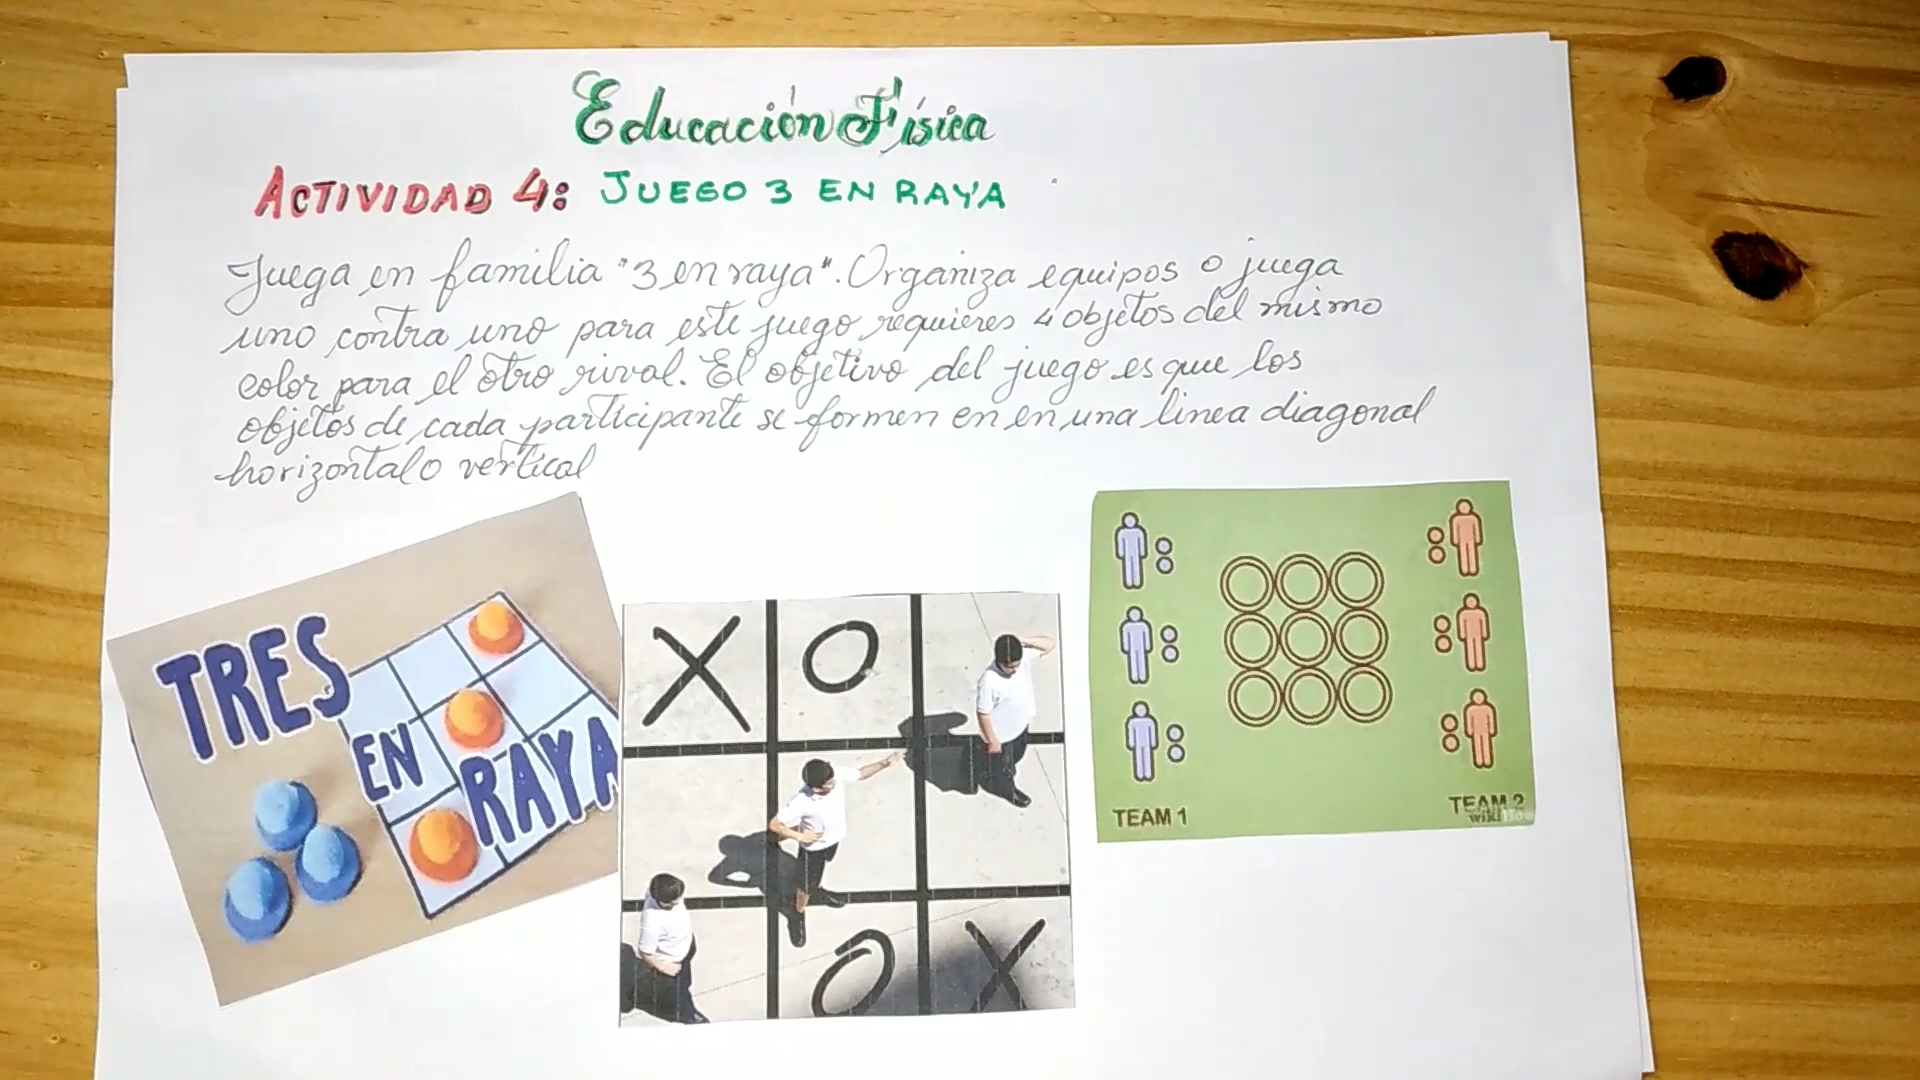 Educación Física
ACTIVIDAD 4: JUEGO 3 EN RAYA
Juega en familia "3 en raya". Organiza equipos o juega
uno contra uno para este juego requieres 4 objetos del mismo
color para el otro rival. El objetivo del juego es que los
objetos de cada participante se formen en en una linea diagonal
horizontal o vertical
TRES
EN
RAYA
X O
O X
TEAM 1
TEAM 2
wikiHow